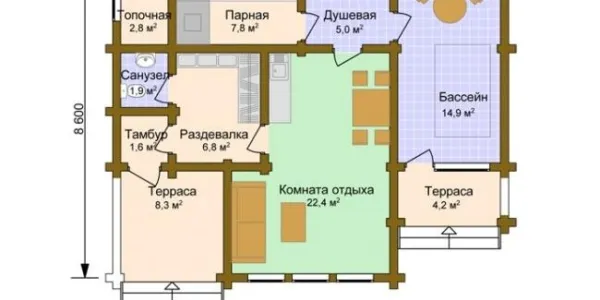 Топочная
2,8 м²
Парная
7,8 м²
Душевая
5,0 м²
Санузел
1,9 м²
Бассейн
14,9 м²
Тамбур
1,6 м²
Раздевалка
6,8 м²
Терраса
8,3 м²
Комната отдыха
22,4 м²
Терраса
4,2 м²
8 600